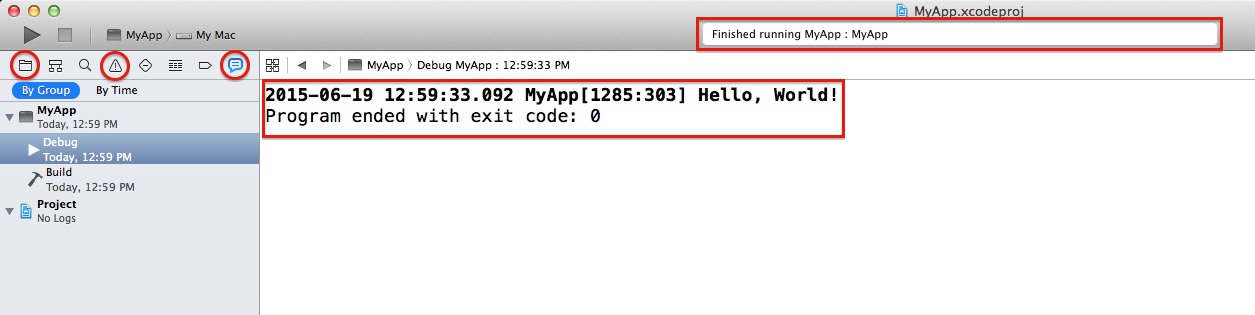 MyApp.xcodeproj
MyApp My Mac
Finished running MyApp : MyApp
MyApp Debug MyApp : 12:59:33 PM
By Group By Time
MyApp
Today, 12:59 PM
Debug
Today, 12:59 PM
Build
Today, 12:59 PM
Project
No Logs
2015-06-19 12:59:33.092 MyApp[1285:303] Hello, World!
Program ended with exit code: 0